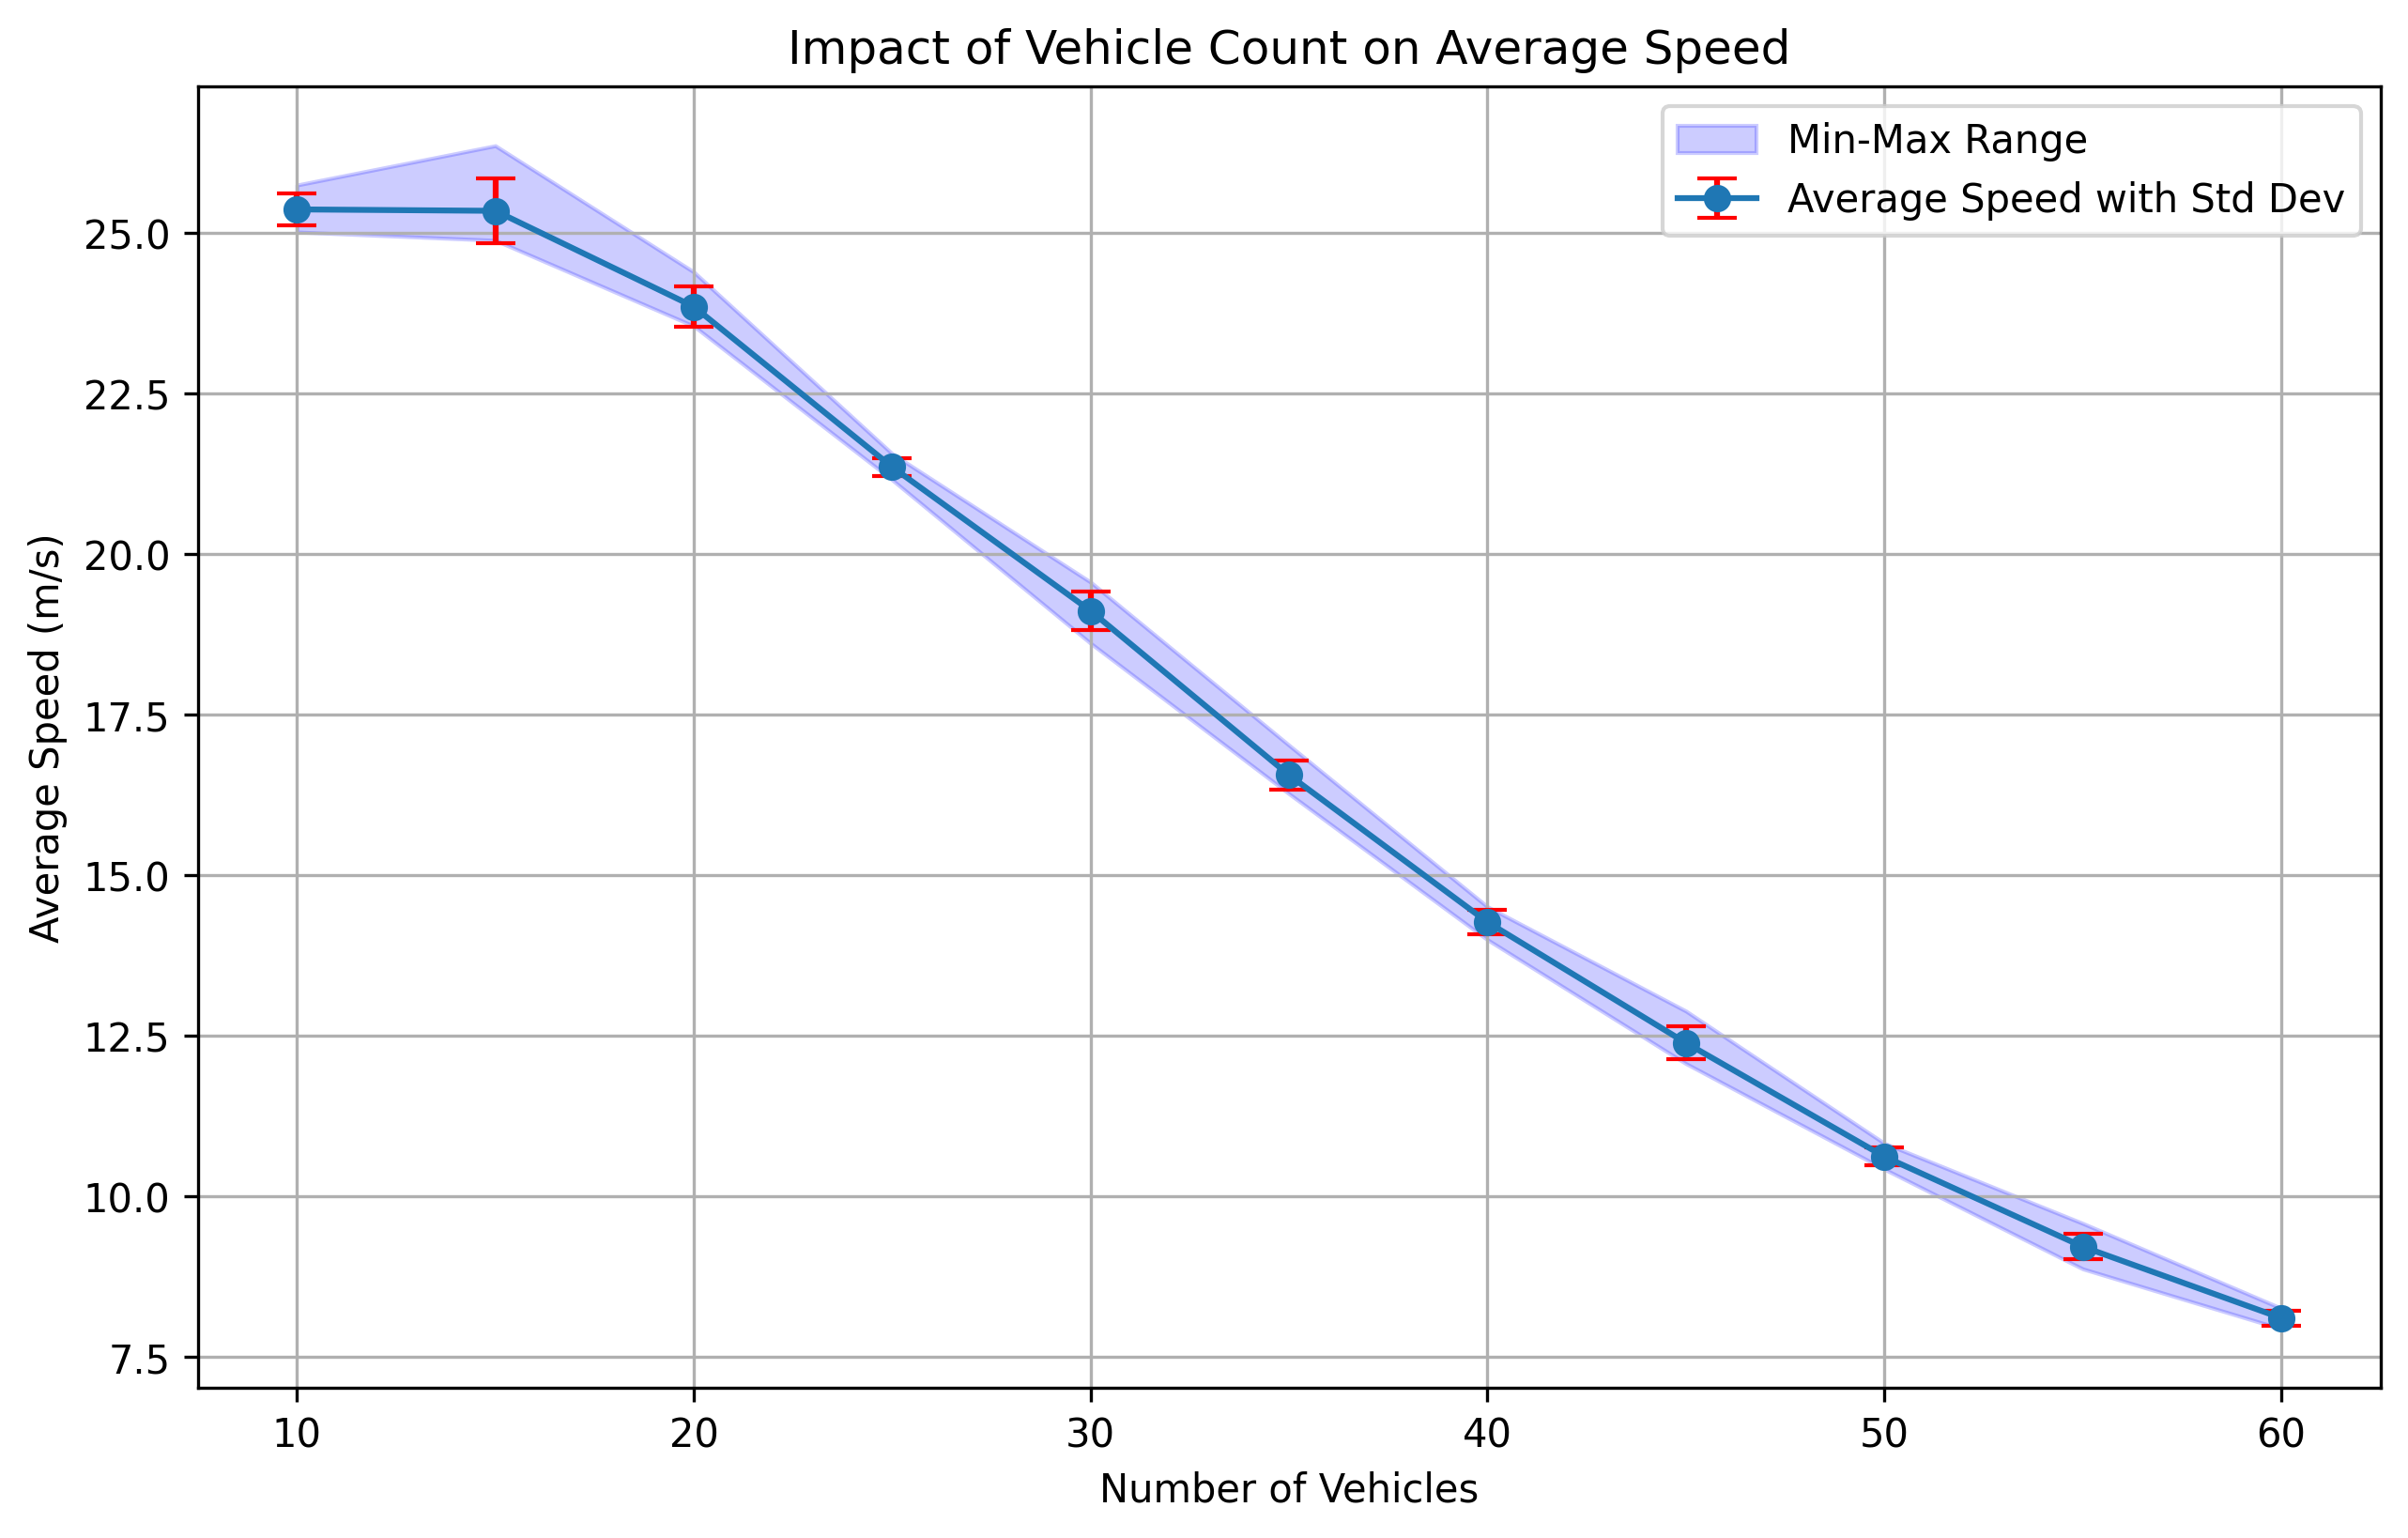 Impact of Vehicle Count on Average Speed
Min-Max Range
Average Speed with Std Dev
25.0
22.5
20.0
17.5
15.0
12.5
10.0
7.5
Average Speed (m/s)
10 20 30 40 50 60
Number of Vehicles